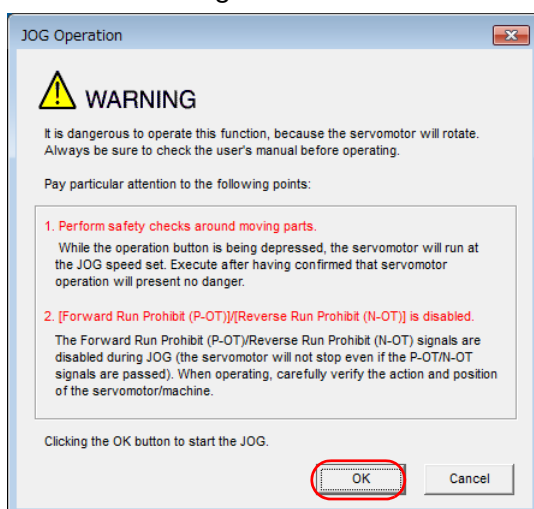 JOG Operation
WARNING
It is dangerous to operate this function, because the servomotor will rotate.
Always be sure to check the user's manual before operating.
Pay particular attention to the following points:
1. Perform safety checks around moving parts.
While the operation button is being depressed, the servomotor will run at
the JOG speed set. Execute after having confirmed that servomotor
operation will present no danger.
2. [Forward Run Prohibit (P-OT)]/[Reverse Run Prohibit (N-OT)] is disabled.
The Forward Run Prohibit (P-OT)/Reverse Run Prohibit (N-OT) signals are
disabled during JOG (the servomotor will not stop even if the P-OT/N-OT
signals are passed). When operating, carefully verify the action and position
of the servomotor/machine.
Clicking the OK button to start the JOG.
OK
Cancel